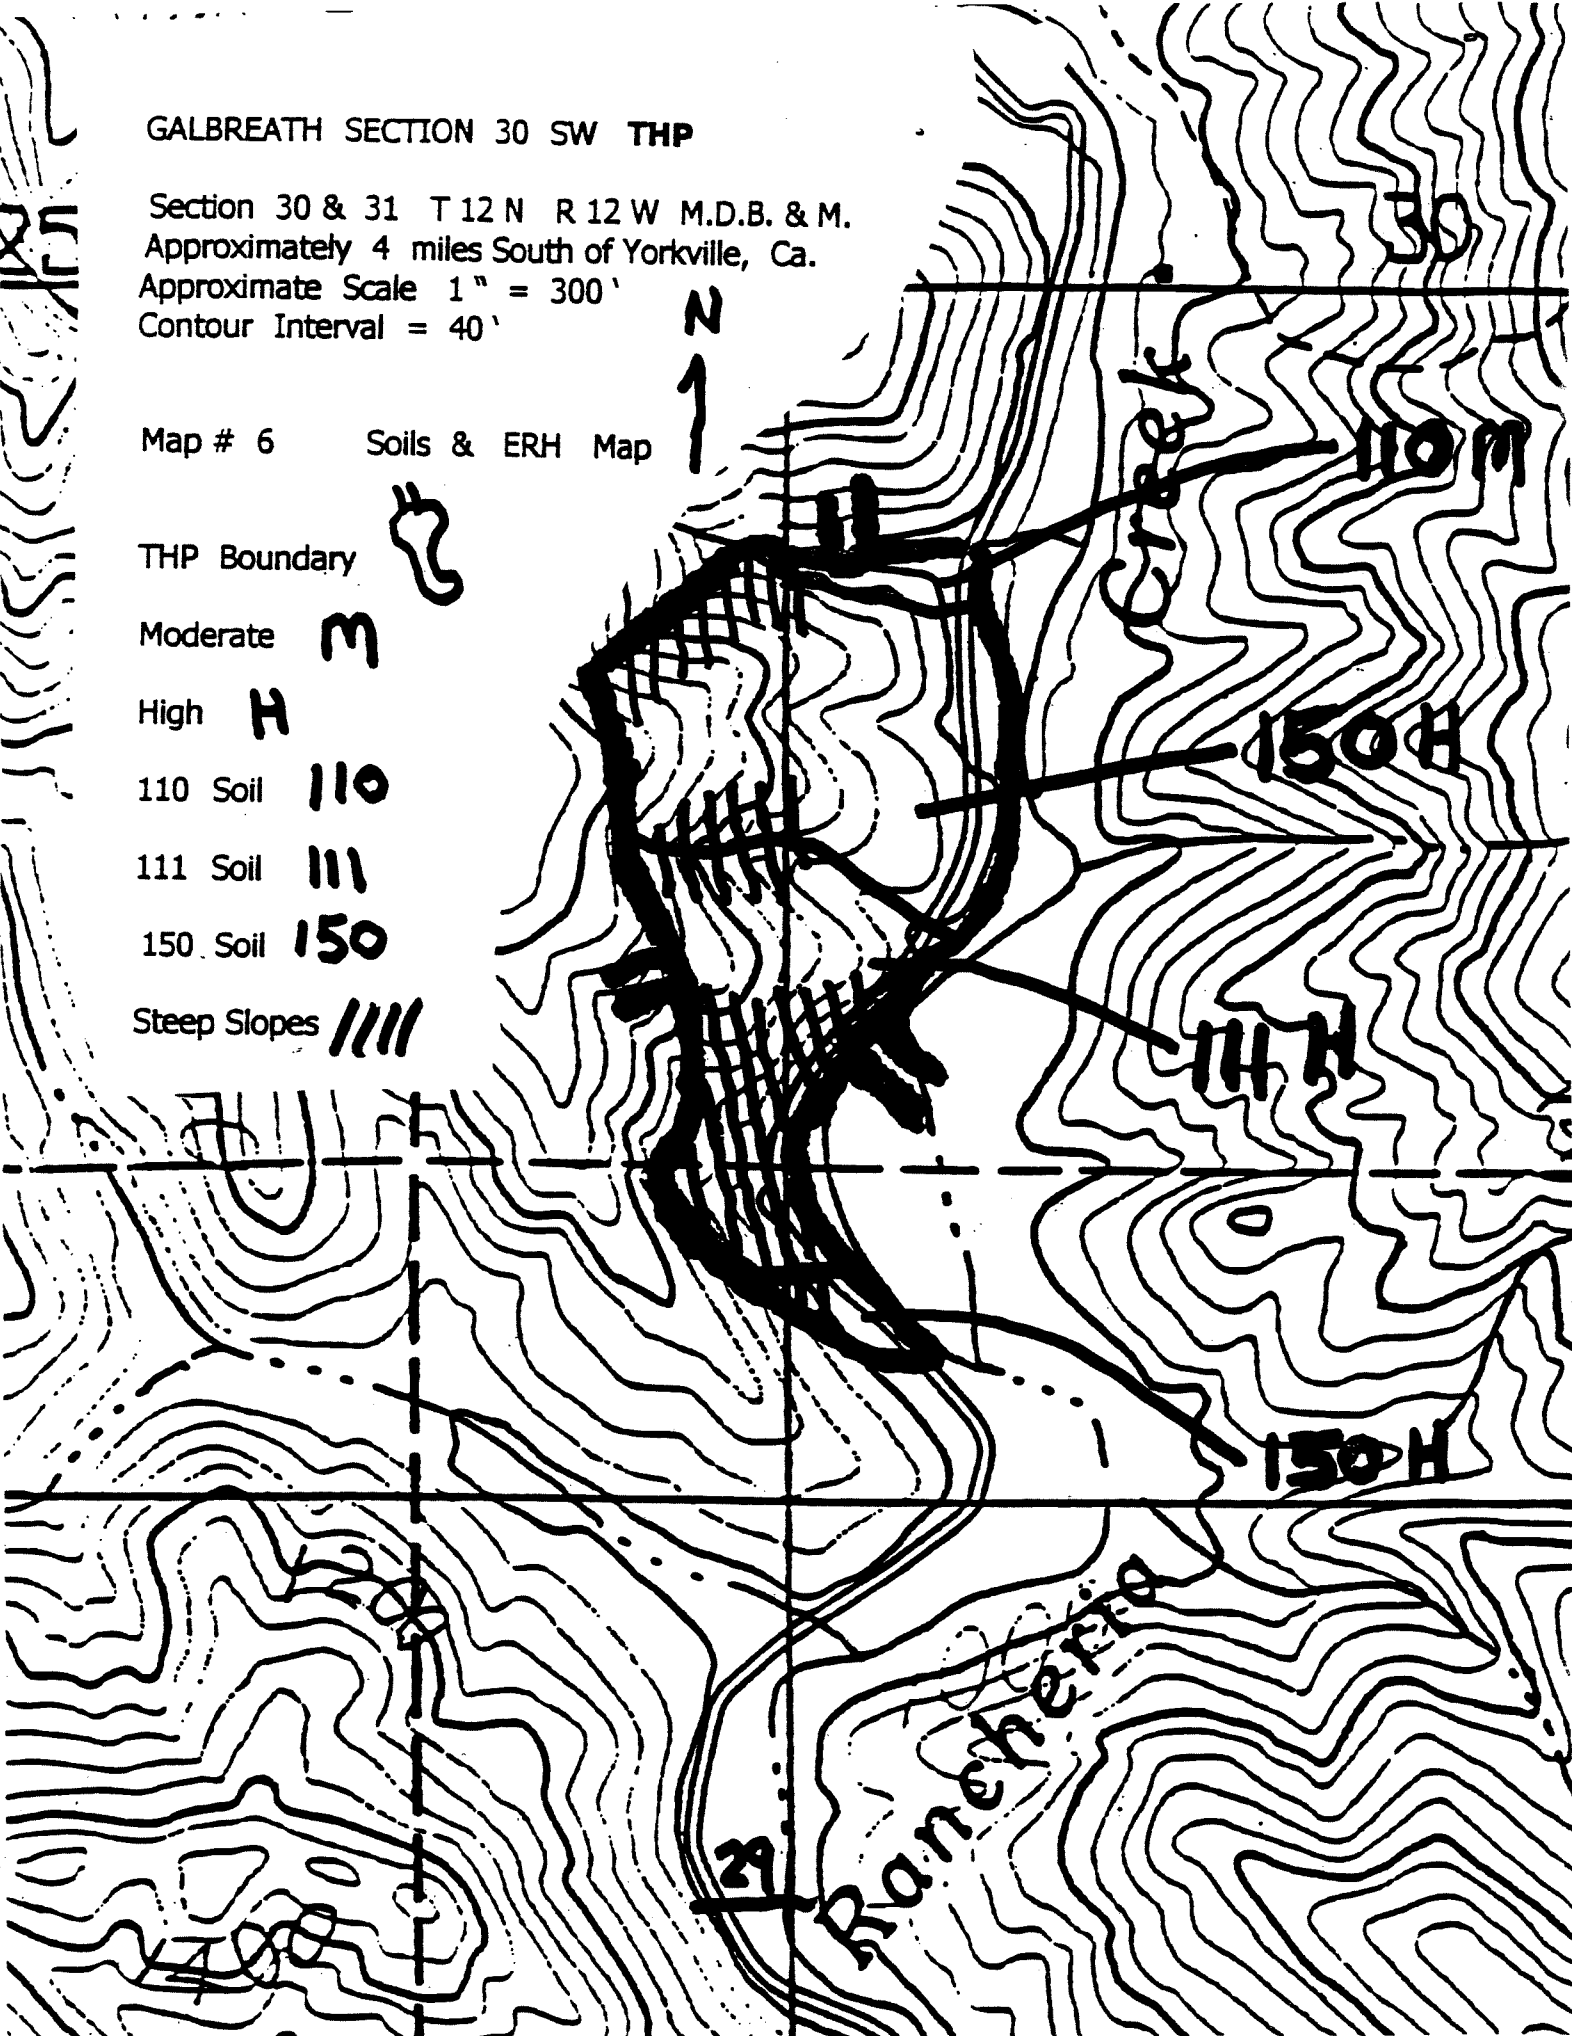 GALBREATH SECTION 30 SW THP
Section 30 & 31 T 12 N R 12 W M.D.B. & M.
Approximately 4 miles South of Yorkville, Ca.
Approximate Scale 1" = 300'
Contour Interval = 40'
N
Map # 6 Soils & ERH Map
THP Boundary
Moderate M
High H
110 Soil 110
111 Soil 111
150 Soil 150
Steep Slopes
25
30
Creek
110 M
150 H
111 H
150 H
Rancheria
29